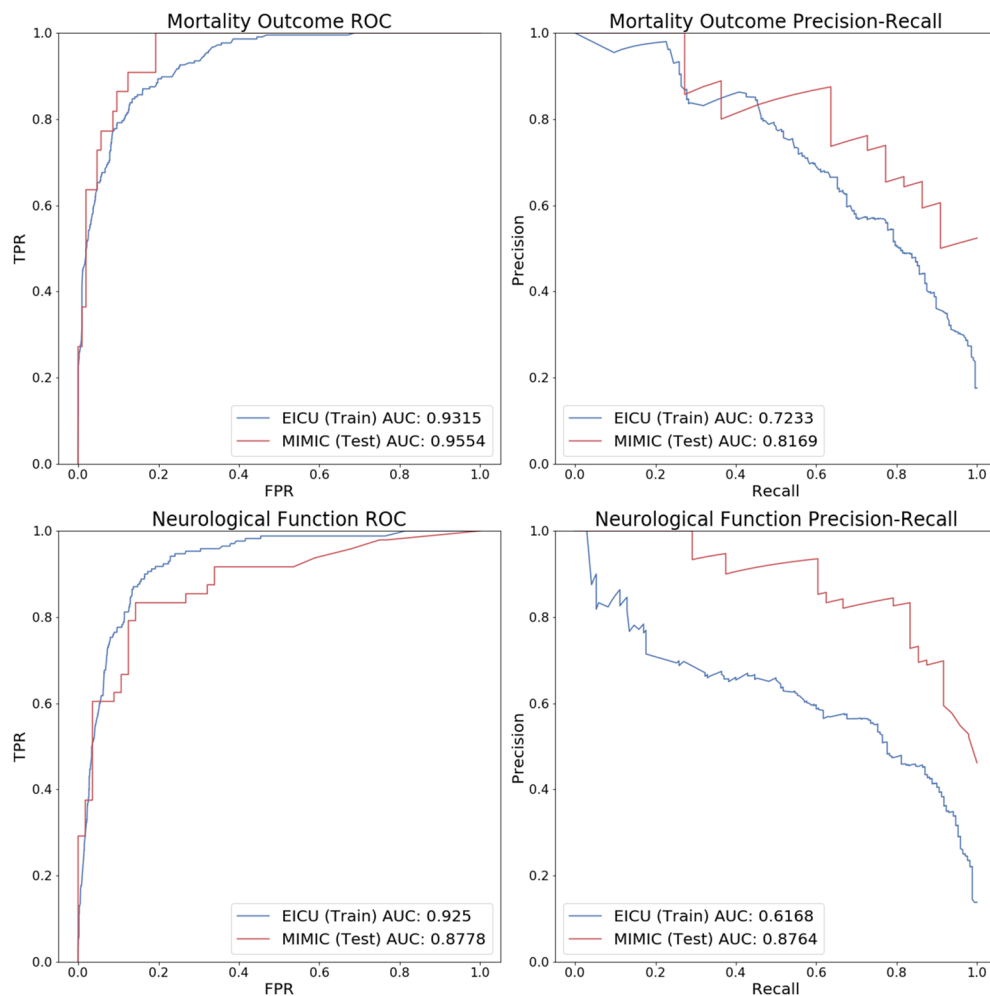 Mortality Outcome ROC
1.0
0.8
0.6
0.4
0.2
0.0
TPR
0.0 0.2 0.4 0.6 0.8 1.0
FPR
EICU (Train) AUC: 0.9315
MIMIC (Test) AUC: 0.9554
Mortality Outcome Precision-Recall
1.0
0.8
0.6
0.4
0.2
0.0
Precision
0.0 0.2 0.4 0.6 0.8 1.0
Recall
EICU (Train) AUC: 0.7233
MIMIC (Test) AUC: 0.8169
Neurological Function ROC
1.0
0.8
0.6
0.4
0.2
0.0
TPR
0.0 0.2 0.4 0.6 0.8 1.0
FPR
EICU (Train) AUC: 0.925
MIMIC (Test) AUC: 0.8778
Neurological Function Precision-Recall
1.0
0.8
0.6
0.4
0.2
0.0
Precision
0.0 0.2 0.4 0.6 0.8 1.0
Recall
EICU (Train) AUC: 0.6168
MIMIC (Test) AUC: 0.8764